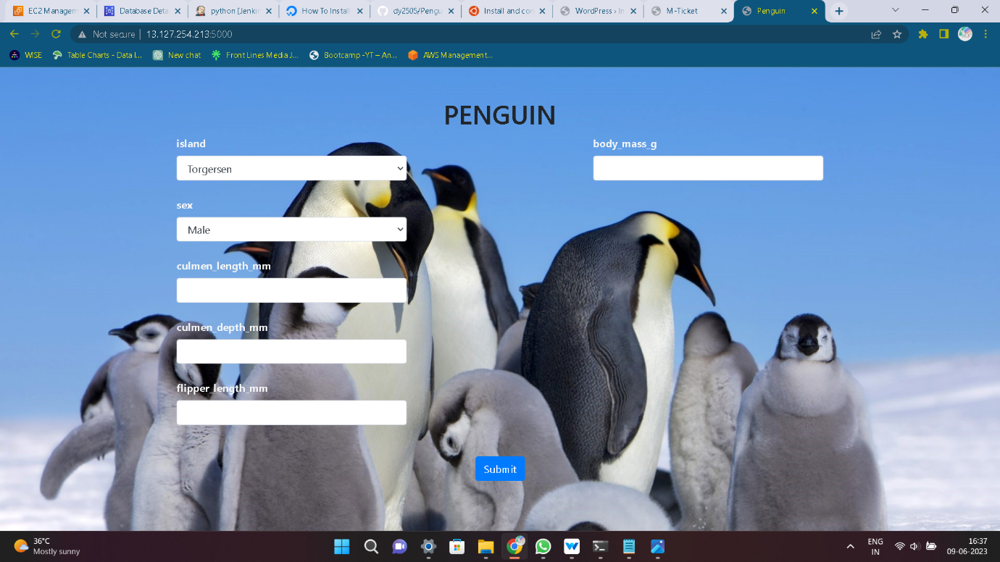 EC2 Managem
Database Deta
python [Jenkin
How To Install
dy2505/Pengu
Install and con
WordPress › In
M-Ticket
Penguin
Not secure | 13.127.254.213:5000
WISE
Table Charts - Data I...
New chat
Front Lines Media J...
Bootcamp -YT – An...
AWS Management...
PENGUIN
island
body_mass_g
Torgersen
sex
Male
culmen_length_mm
culmen_depth_mm
flipper_length_mm
Submit
36°C
Mostly sunny
ENG
IN
16:37
09-06-2023